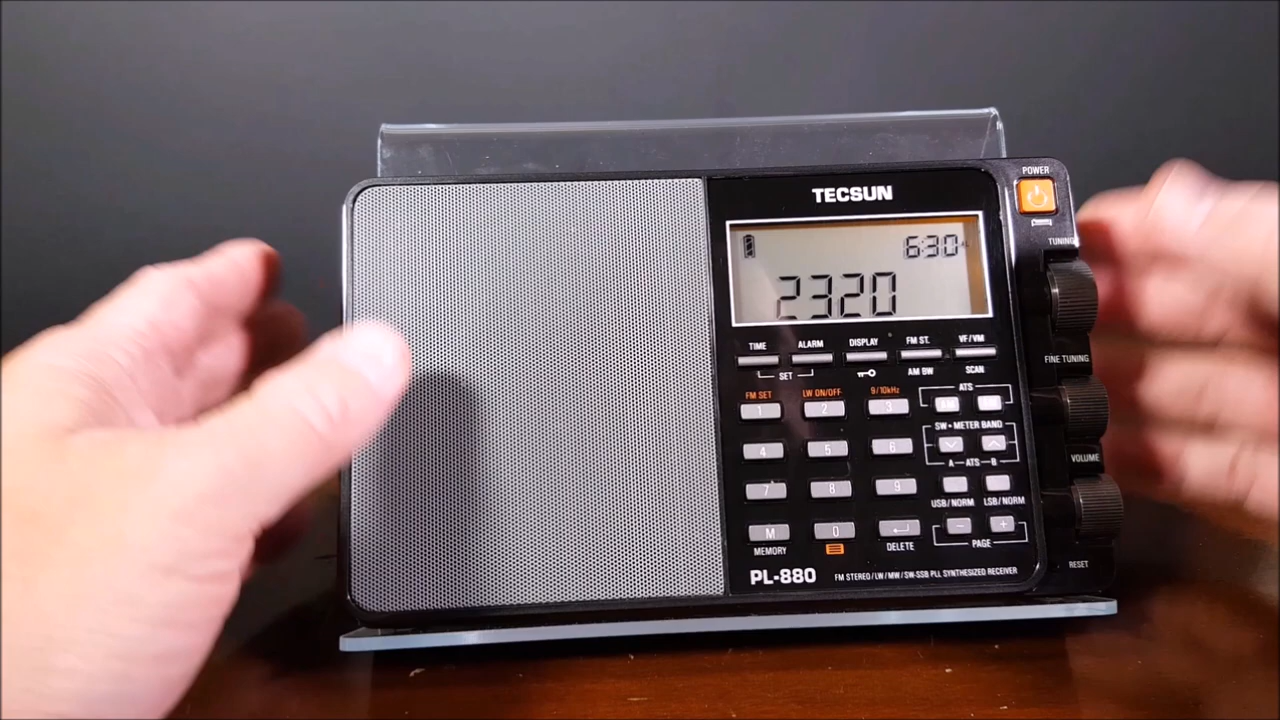 TECSUN
POWER
6:30
2320
TUNING
TIME ALARM DISPLAY FM ST. VF/VM
SET AM BW SCAN
FINE TUNING
FM SET LW ON/OFF 9/10kHz ATS
1 2 3
SW • METER BAND
4 5 6
A — ATS — B
VOLUME
7 8 9
USB/NORM LSB/NORM
M 0 − +
MEMORY DELETE PAGE
RESET
PL-880 FM STEREO/LW/MW/SW-SSB PLL SYNTHESIZED RECEIVER